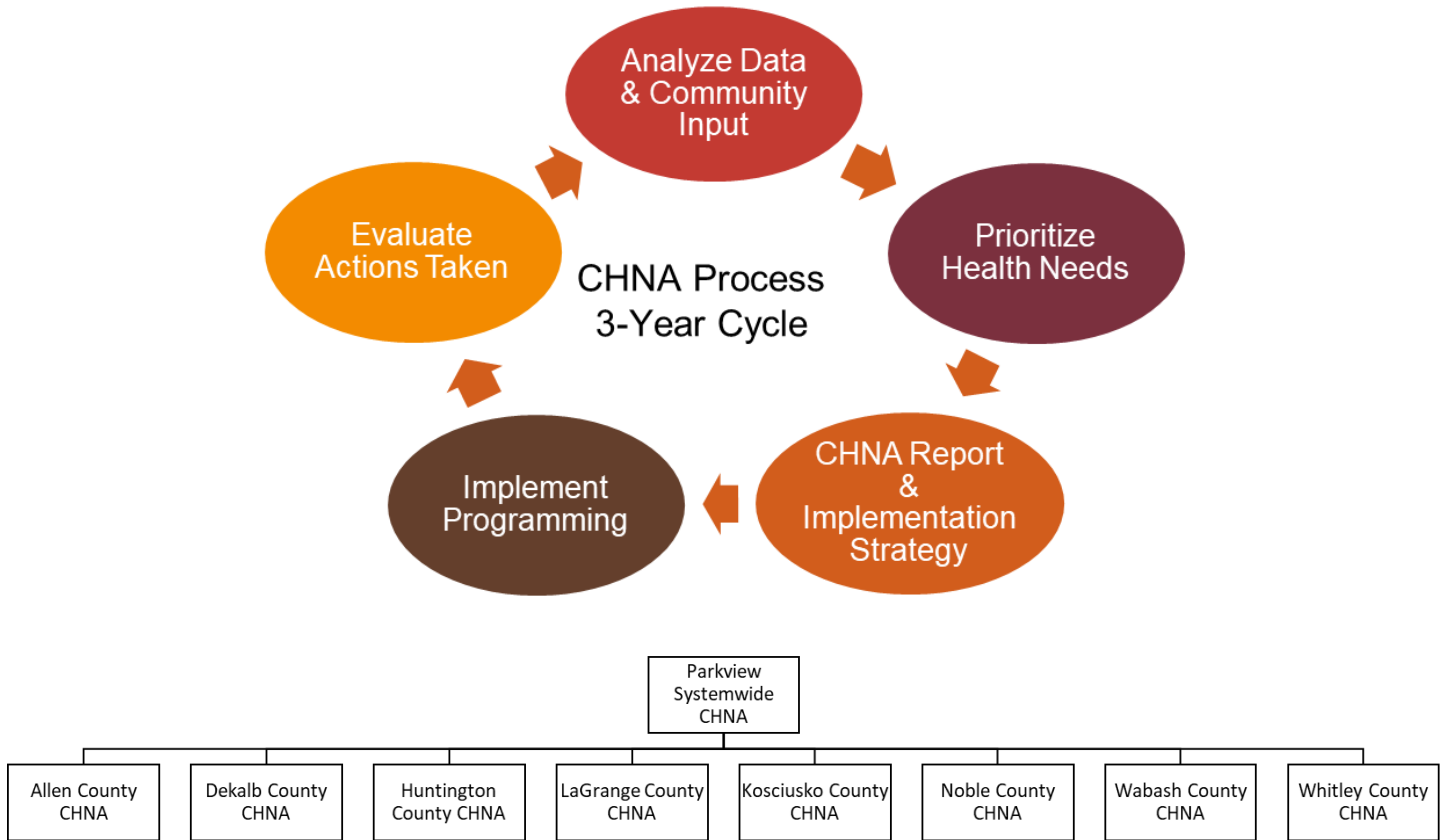 Analyze Data
& Community
Input
Prioritize
Health Needs
CHNA Report
&
Implementation
Strategy
Implement
Programming
Evaluate
Actions Taken
CHNA Process
3-Year Cycle
Parkview
Systemwide
CHNA
Allen County
CHNA
Dekalb County
CHNA
Huntington
County CHNA
LaGrange County
CHNA
Kosciusko County
CHNA
Noble County
CHNA
Wabash County
CHNA
Whitley County
CHNA